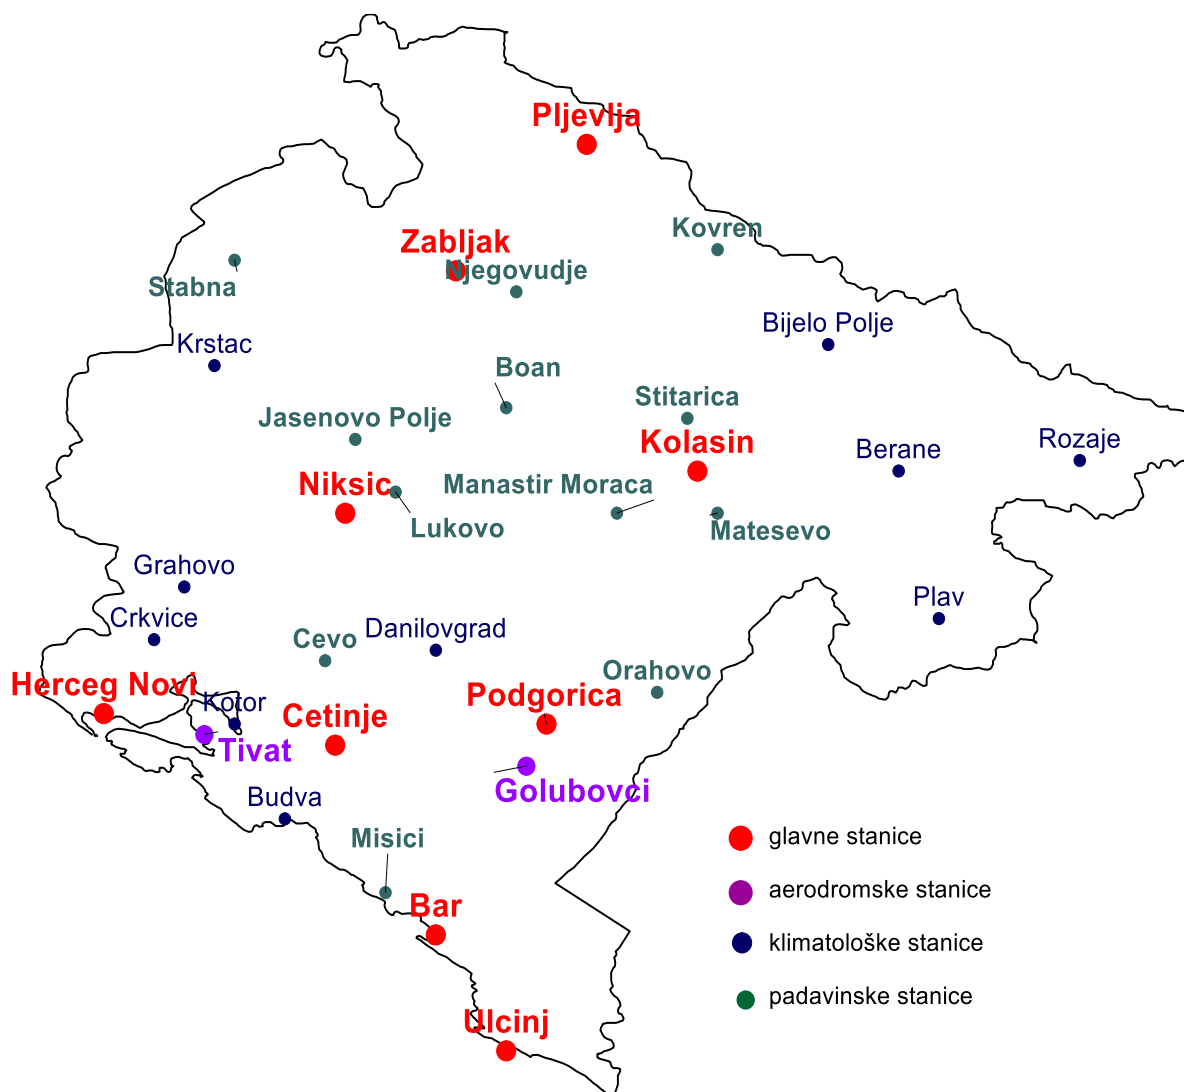 Pljevlja
Kovren
Zabljak
Njegovudje
Stabna
Bijelo Polje
Krstac
Boan
Stitarica
Jasenovo Polje
Kolasin
Rozaje
Berane
Niksic
Manastir Moraca
Lukovo
Matesevo
Grahovo
Plav
Crkvice
Danilovgrad
Cevo
Orahovo
Herceg Novi
Podgorica
Kotor
Cetinje
Tivat
Golubovci
Budva
Misici
glavne stanice
aerodromske stanice
Bar
klimatološke stanice
padavinske stanice
Ulcinj